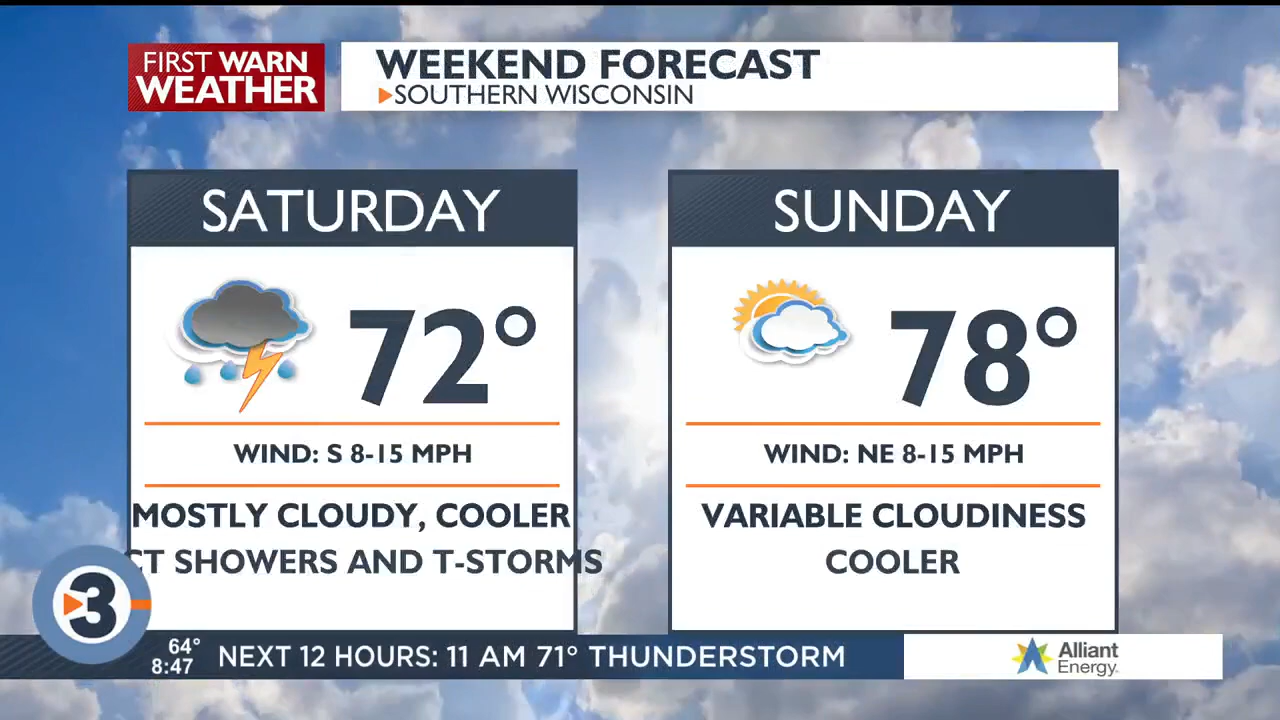 FIRST WARN
WEATHER
WEEKEND FORECAST
SOUTHERN WISCONSIN
SATURDAY
72°
WIND: S 8-15 MPH
MOSTLY CLOUDY, COOLER
CT SHOWERS AND T-STORMS
SUNDAY
78°
WIND: NE 8-15 MPH
VARIABLE CLOUDINESS
COOLER
3
64°
8:47
NEXT 12 HOURS: 11 AM 71° THUNDERSTORM
Alliant
Energy.